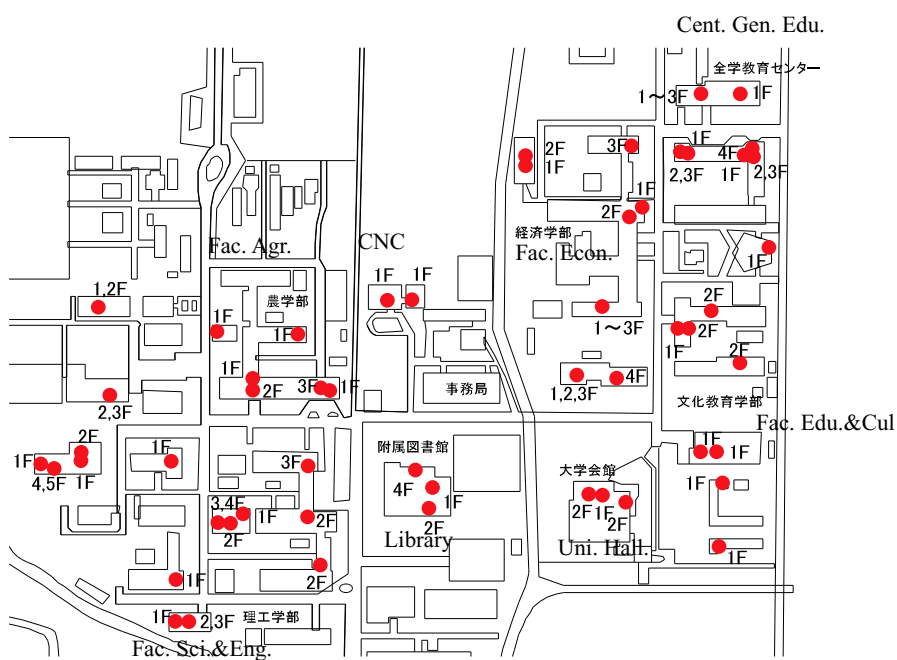 Cent. Gen. Edu.
全学教育センター
1～3F
1F
2F
1F
3F
1F
2,3F
4F
1F
2,3F
1F
2F
経済学部
Fac. Econ.
1F
Fac. Agr.
CNC
1F
1F
1,2F
農学部
1F
1F
1～3F
2F
1F
2F
2F
1F
2F
3F
1F
事務局
1,2,3F
4F
文化教育学部
2,3F
Fac. Edu.&Cul
2F
1F
4,5F
1F
1F
3F
附属図書館
4F
1F
2F
Library
大学会館
2F
1F
2F
Uni. Hall.
1F
1F
1F
1F
3,4F
2F
1F
2F
2F
1F
1F
2,3F
理工学部
Fac. Sci.&Eng.